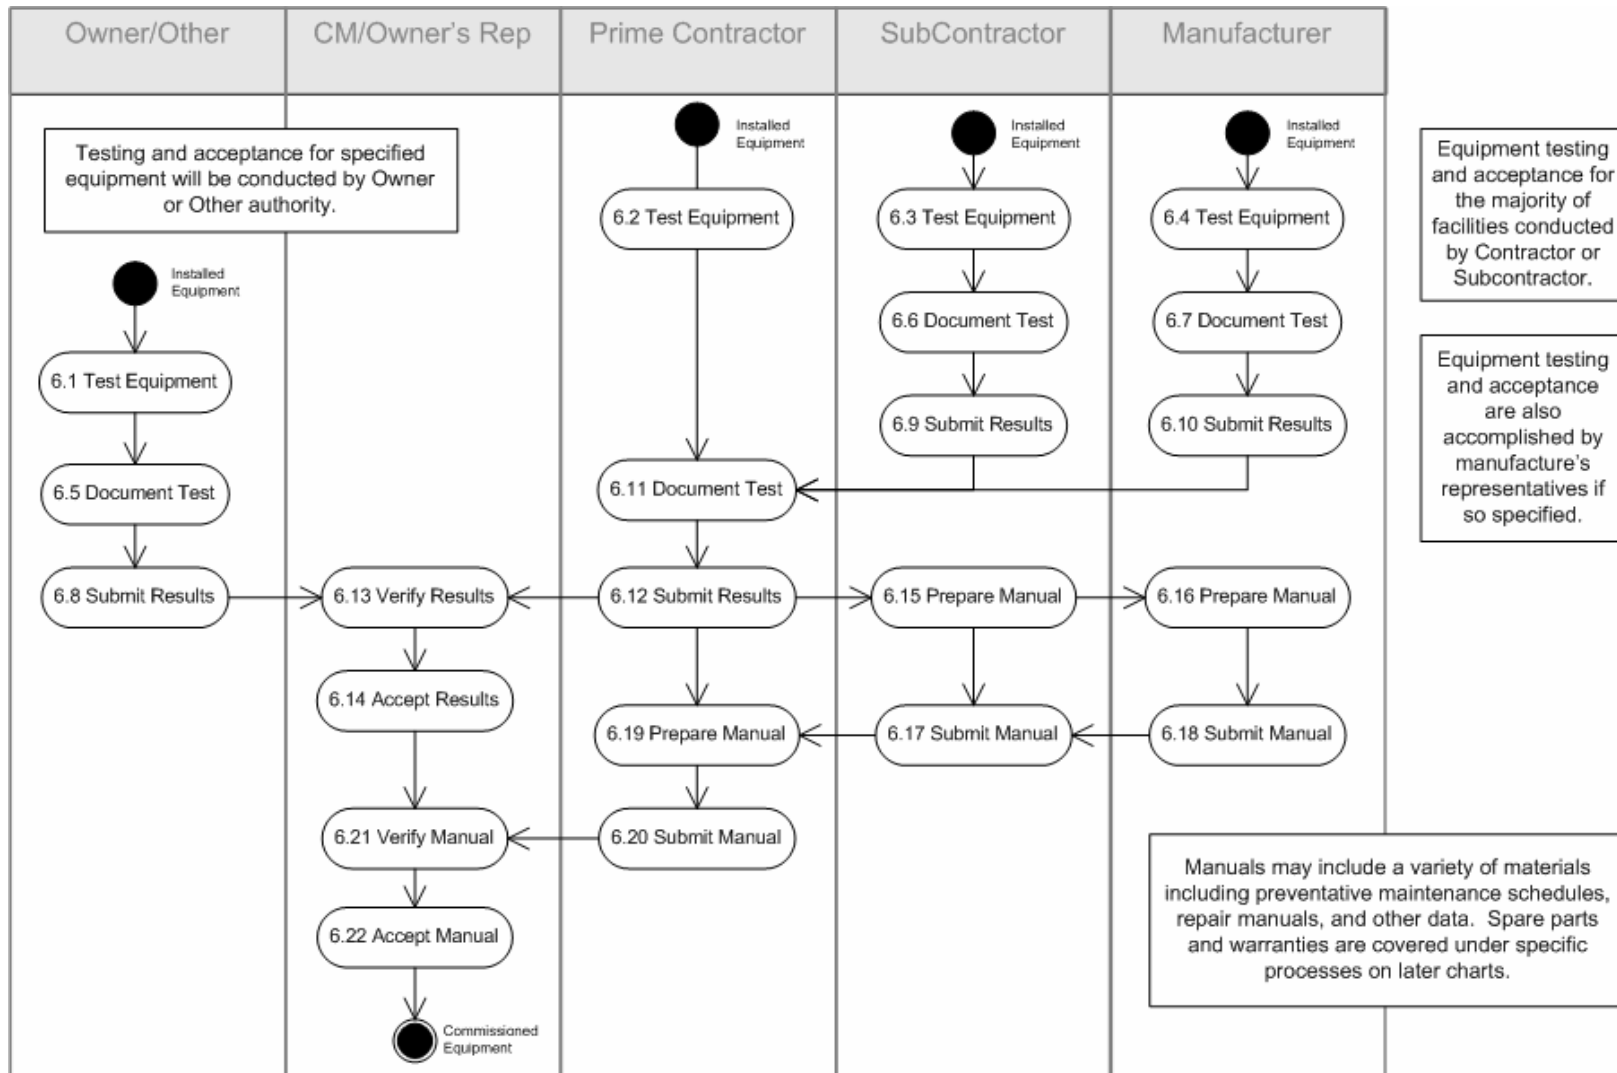 Owner/Other
CM/Owner's Rep
Prime Contractor
SubContractor
Manufacturer
Testing and acceptance for specified
equipment will be conducted by Owner
or Other authority.
Installed
Equipment
Installed
Equipment
Installed
Equipment
Installed
Equipment
Equipment testing
and acceptance for
the majority of
facilities conducted
by Contractor or
Subcontractor.
Equipment testing
and acceptance
are also
accomplished by
manufacture's
representatives if
so specified.
6.2 Test Equipment
6.3 Test Equipment
6.4 Test Equipment
6.6 Document Test
6.7 Document Test
6.1 Test Equipment
6.9 Submit Results
6.10 Submit Results
6.5 Document Test
6.11 Document Test
6.8 Submit Results
6.13 Verify Results
6.12 Submit Results
6.15 Prepare Manual
6.16 Prepare Manual
6.14 Accept Results
6.19 Prepare Manual
6.17 Submit Manual
6.18 Submit Manual
6.21 Verify Manual
6.20 Submit Manual
6.22 Accept Manual
Commissioned
Equipment
Manuals may include a variety of materials
including preventative maintenance schedules,
repair manuals, and other data.  Spare parts
and warranties are covered under specific
processes on later charts.